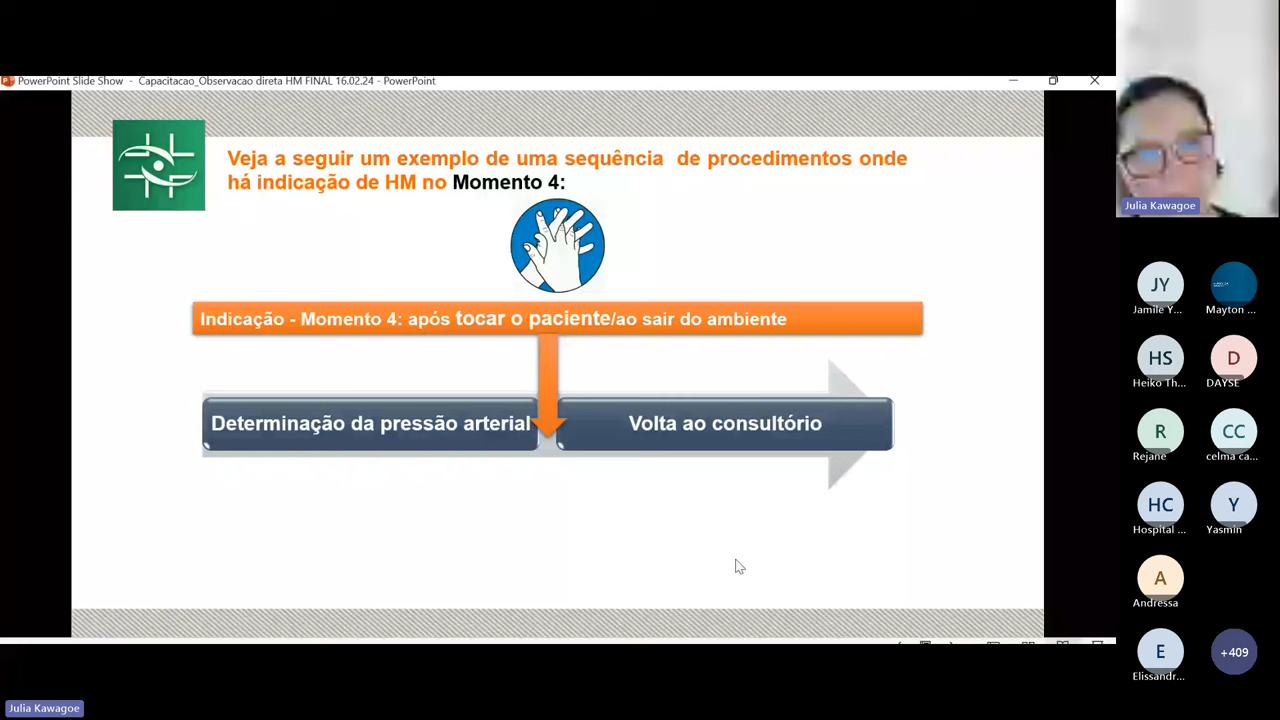 PowerPoint Slide Show - Capacitacao_Observacao direta HM FINAL 16.02.24 - PowerPoint
Veja a seguir um exemplo de uma sequência de procedimentos onde
há indicação de HM no Momento 4:
Indicação - Momento 4: após tocar o paciente/ao sair do ambiente
Determinação da pressão arterial
Volta ao consultório
Julia Kawagoe
JY
Jamile Y...
Mayton ...
HS
Heiko Th...
D
DAYSE
R
Rejane
CC
celma ca...
HC
Hospital ...
Y
Yasmin
A
Andressa
E
Elissandr...
+409
Julia Kawagoe